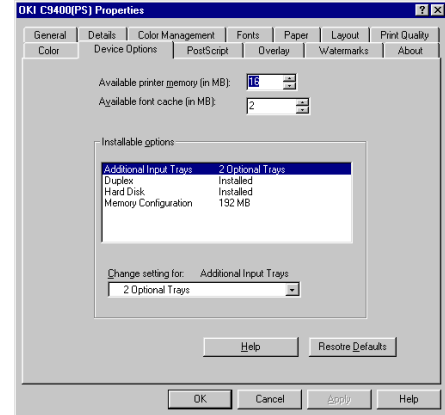 OKI C9400(PS) Properties
General Details Color Management Fonts Paper Layout Print Quality
Color Device Options PostScript Overlay Watermarks About
Available printer memory (in MB): 16
Available font cache (in MB): 2
Installable options
Additional Input Trays 2 Optional Trays
Duplex Installed
Hard Disk Installed
Memory Configuration 192 MB
Change setting for: Additional Input Trays
2 Optional Trays
Help Resotre Defaults
OK Cancel Apply Help